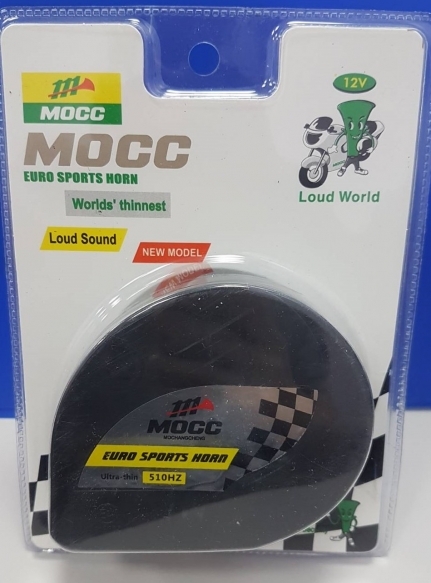 12V
MOCC
MOCC
EURO SPORTS HORN
Loud World
Worlds' thinnest
Loud Sound
NEW MODEL
MOCC
MOCHANGCHENG
EURO SPORTS HORN
Ultra-thin 510HZ